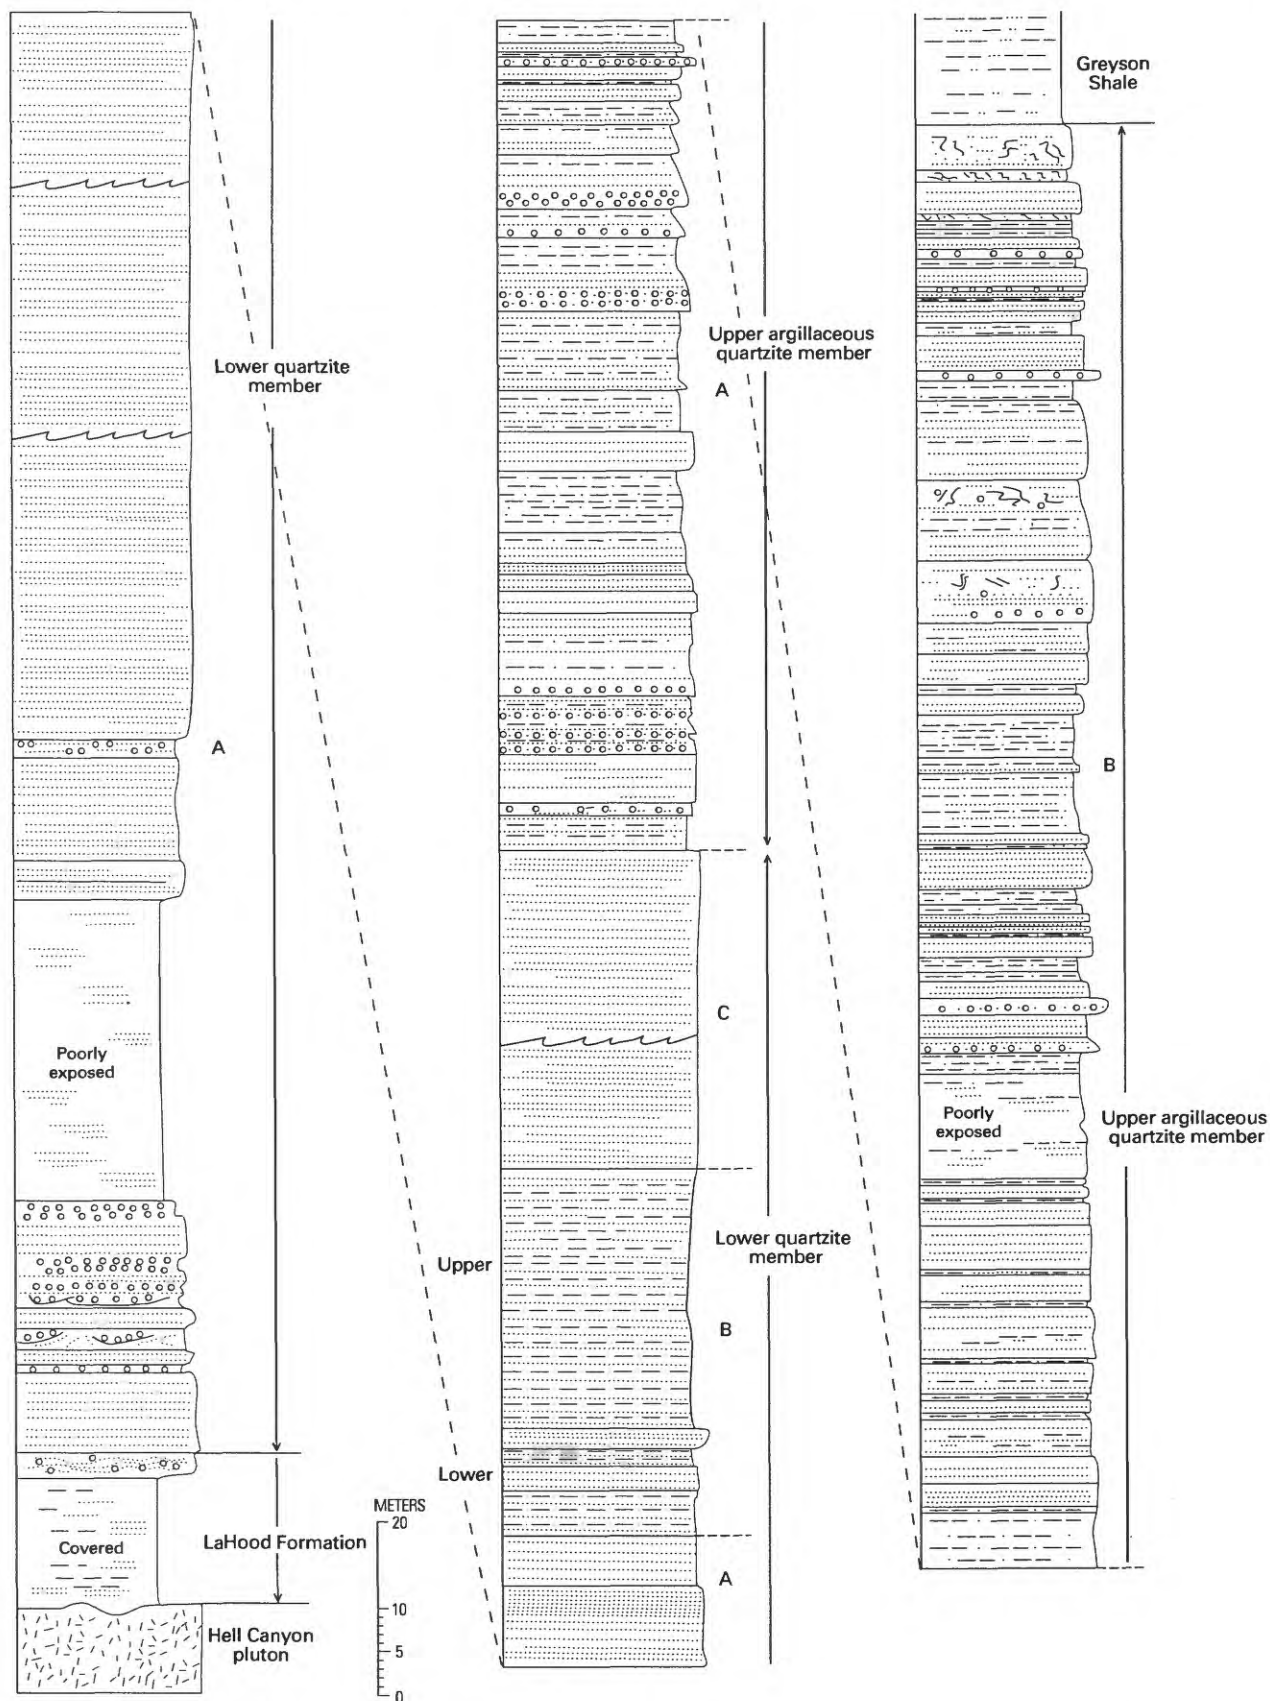 Lower quartzite
member
A
Poorly
exposed
Covered
LaHood Formation
Hell Canyon
pluton
METERS
20
10
5
0
Upper argillaceous
quartzite member
A
C
Lower quartzite
member
Upper
B
Lower
A
Greyson
Shale
B
Poorly
exposed
Upper argillaceous
quartzite member